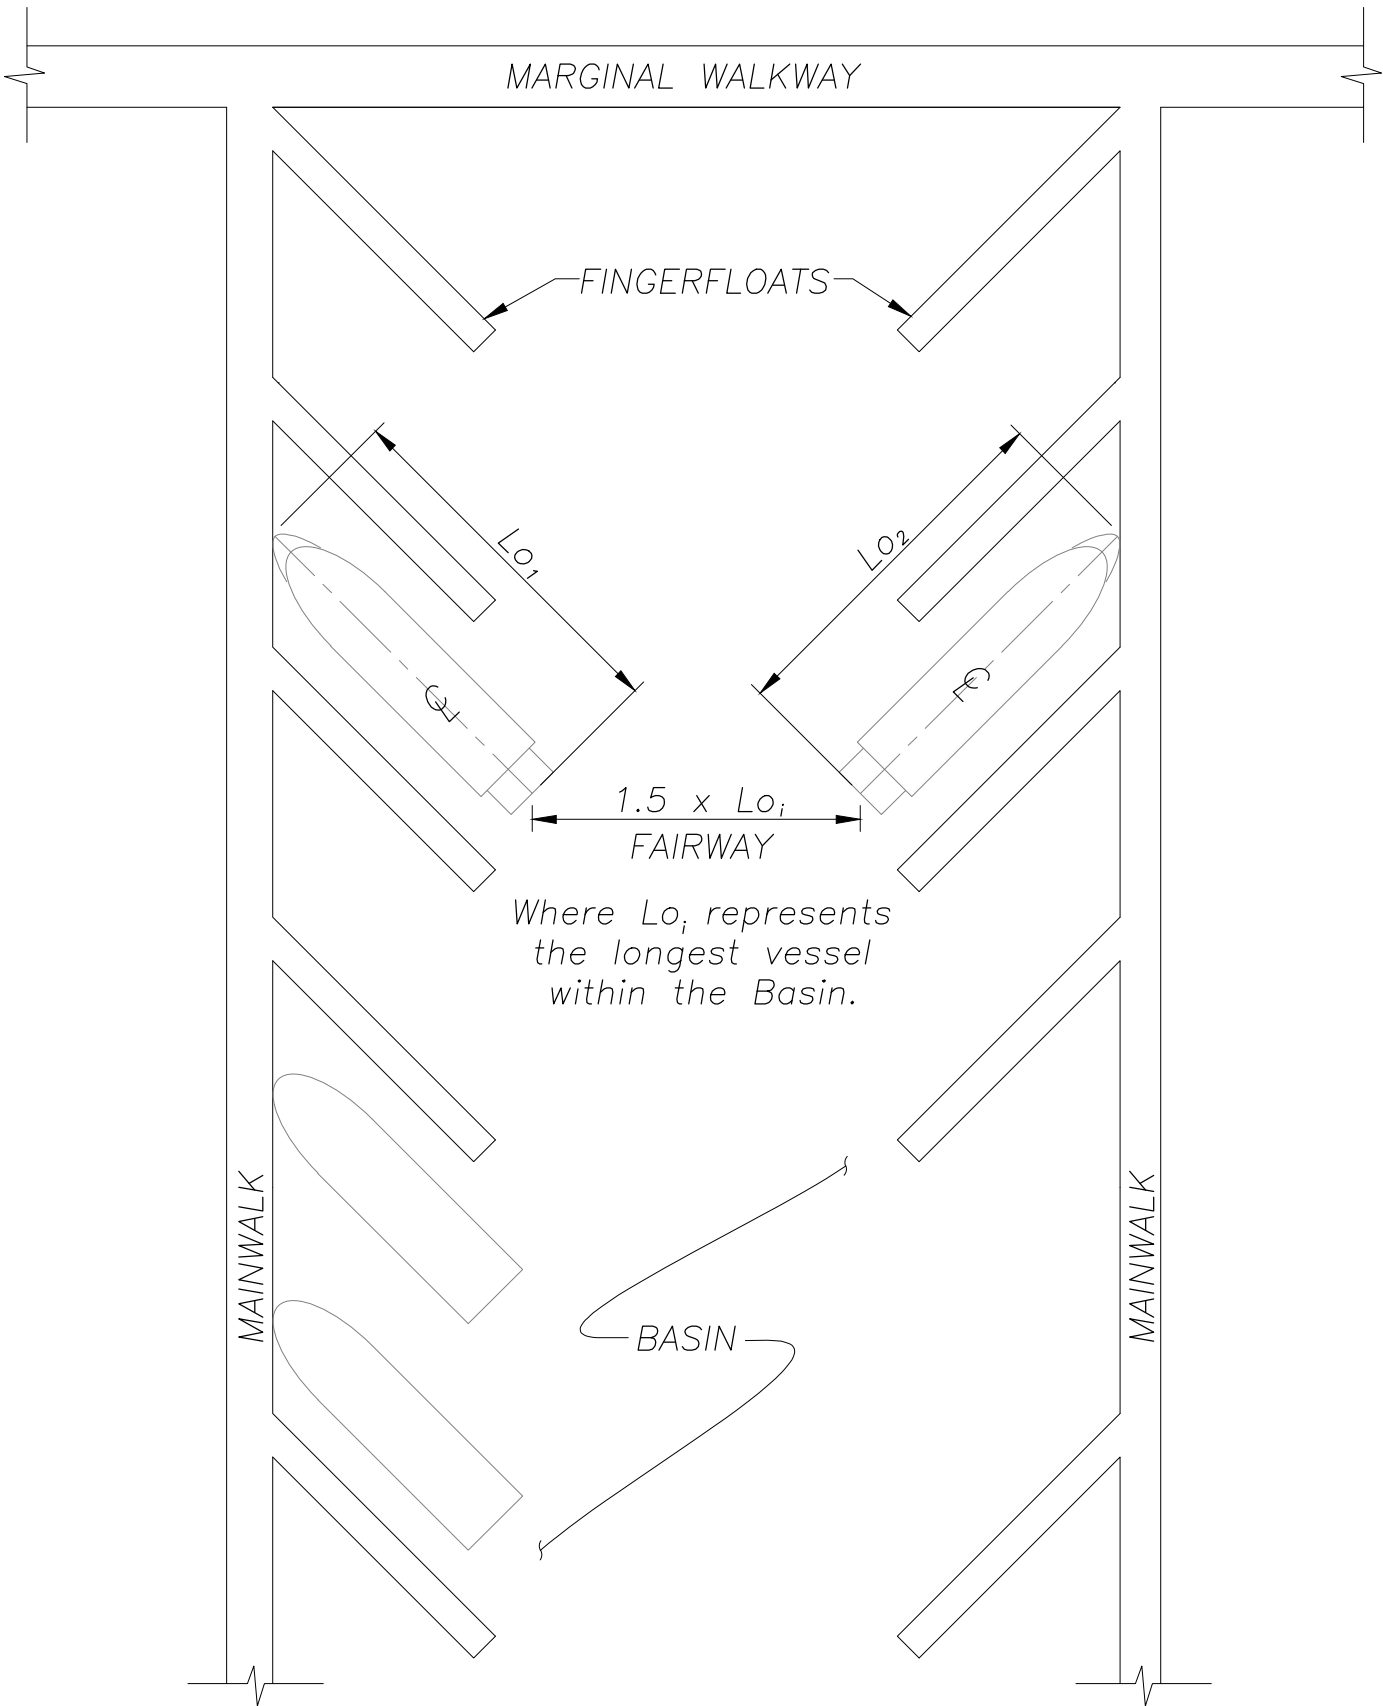 MARGINAL WALKWAY
FINGERFLOATS
Lo₁
Lo₂
℄
℄
1.5 x Loᵢ
FAIRWAY
Where Loᵢ represents
the longest vessel
within the Basin.
MAINWALK
MAINWALK
BASIN